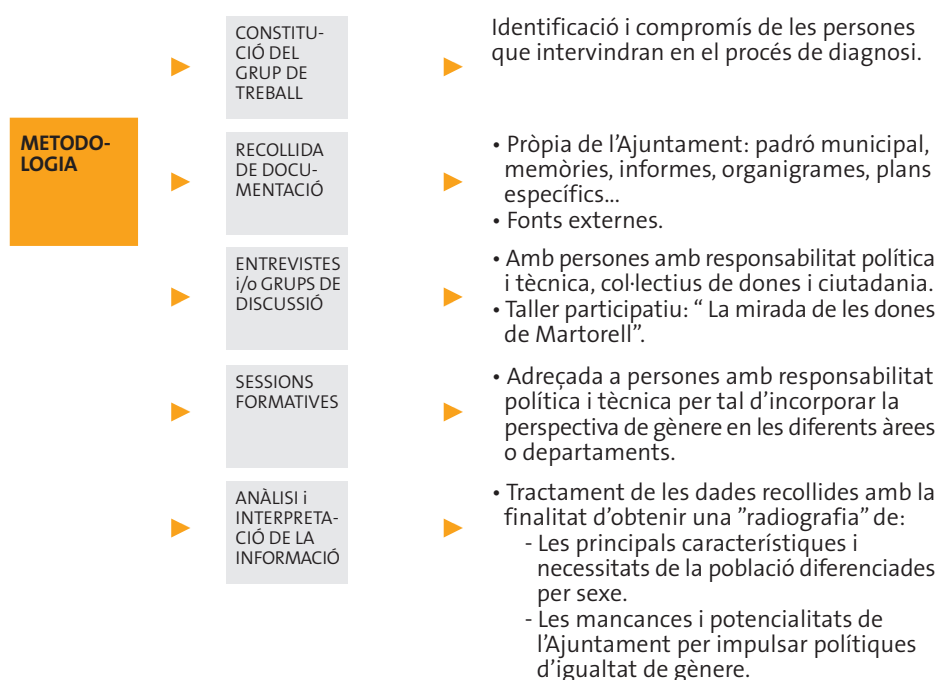 METODO-
LOGIA
CONSTITU-
CIÓ DEL
GRUP DE
TREBALL
Identificació i compromís de les persones
que intervindran en el procés de diagnosi.
RECOLLIDA
DE DOCU-
MENTACIÓ
• Pròpia de l’Ajuntament: padró municipal,
memòries, informes, organigrames, plans
específics...
• Fonts externes.
ENTREVISTES
i/o GRUPS DE
DISCUSSIÓ
• Amb persones amb responsabilitat política
i tècnica, col·lectius de dones i ciutadania.
• Taller participatiu: “ La mirada de les dones
de Martorell”.
SESSIONS
FORMATIVES
• Adreçada a persones amb responsabilitat
política i tècnica per tal d’incorporar la
perspectiva de gènere en les diferents àrees
o departaments.
ANÀLISI i
INTERPRETA-
CIÓ DE LA
INFORMACIÓ
• Tractament de les dades recollides amb la
finalitat d’obtenir una ”radiografia” de:
- Les principals característiques i
necessitats de la població diferenciades
per sexe.
- Les mancances i potencialitats de
l’Ajuntament per impulsar polítiques
d’igualtat de gènere.